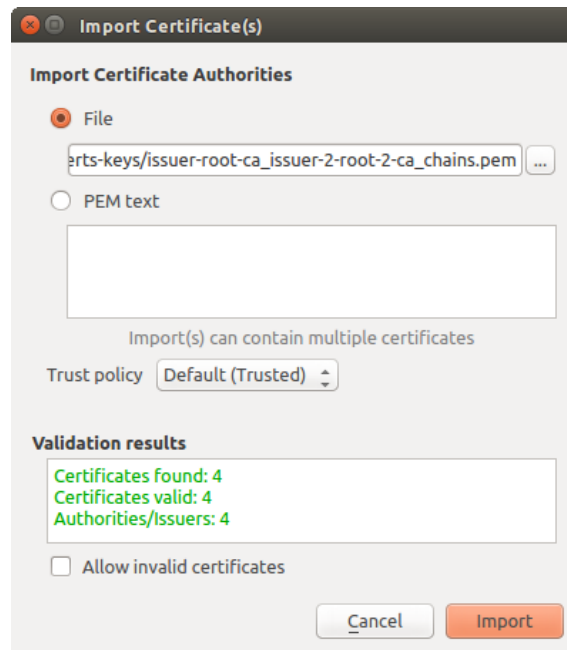 Import Certificate(s)
Import Certificate Authorities
File
erts-keys/issuer-root-ca_issuer-2-root-2-ca_chains.pem ...
PEM text
Import(s) can contain multiple certificates
Trust policy Default (Trusted)
Validation results
Certificates found: 4
Certificates valid: 4
Authorities/Issuers: 4
Allow invalid certificates
Cancel Import